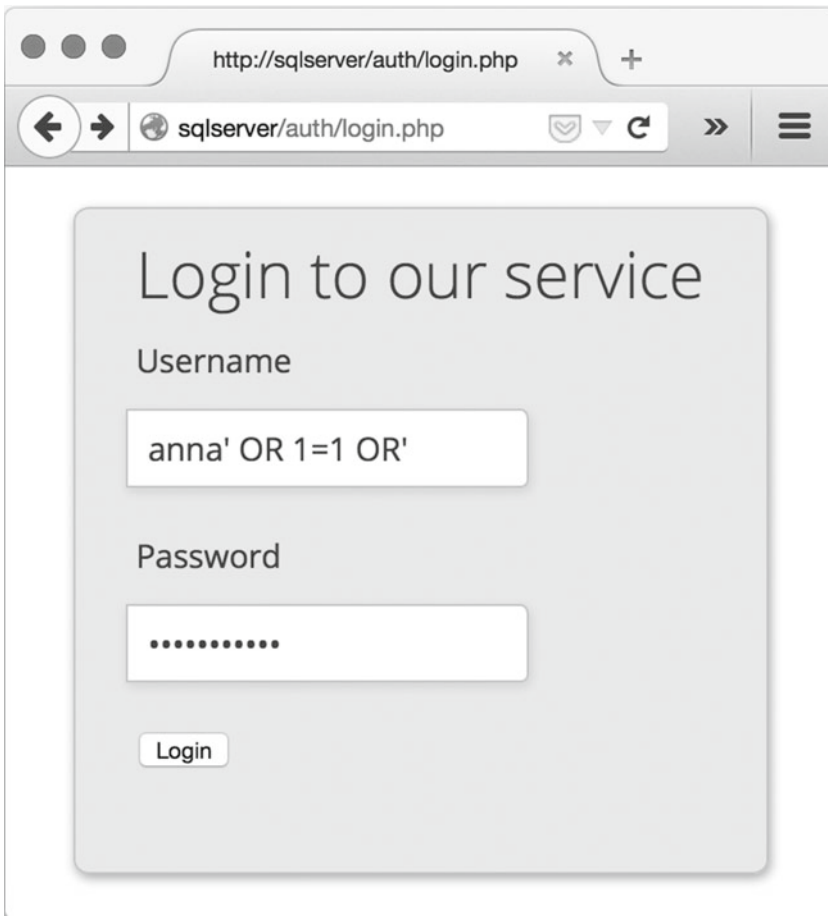 http://sqlserver/auth/login.php
sqlserver/auth/login.php
Login to our service
Username
anna' OR 1=1 OR'
Password
•••••••••••
Login